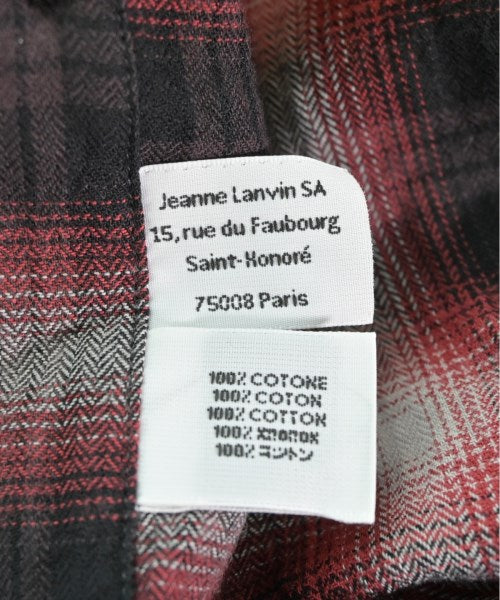 Jeanne Lanvin SA
15, rue du Faubourg
Saint-Honoré
75008 Paris
100% COTONE
100% COTON
100% COTTON
100% ХЛОПОК
100% コットン